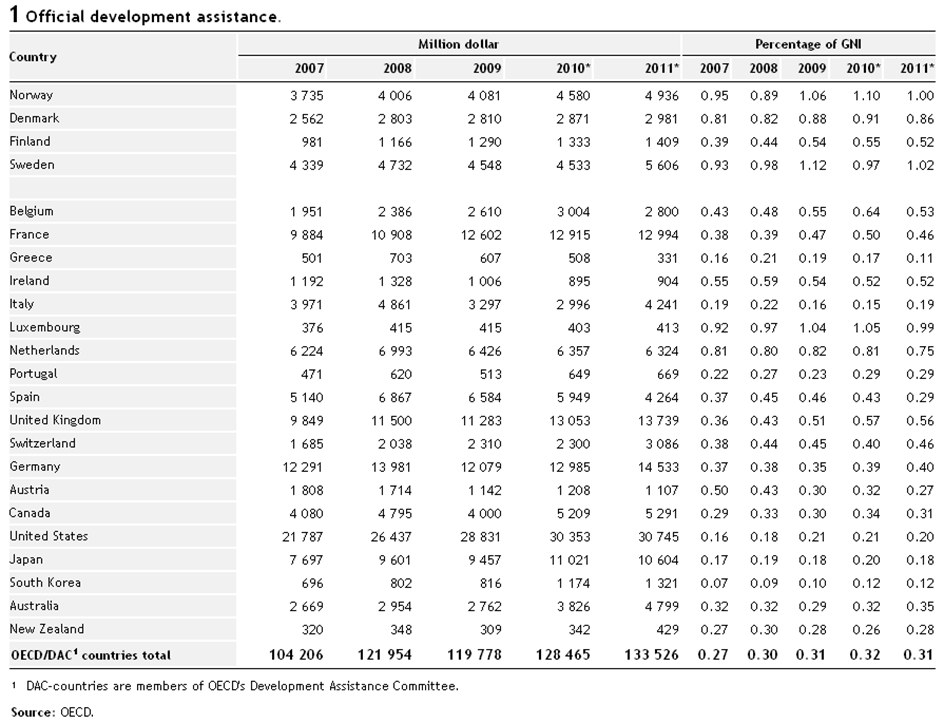 1 Official development assistance.
Country Million dollar Percentage of GNI
2007 2008 2009 2010* 2011* 2007 2008 2009 2010* 2011*
Norway 3 735 4 006 4 081 4 580 4 936 0.95 0.89 1.06 1.10 1.00
Denmark 2 562 2 803 2 810 2 871 2 981 0.81 0.82 0.88 0.91 0.86
Finland 981 1 166 1 290 1 333 1 409 0.39 0.44 0.54 0.55 0.52
Sweden 4 339 4 732 4 548 4 533 5 606 0.93 0.98 1.12 0.97 1.02
Belgium 1 951 2 386 2 610 3 004 2 800 0.43 0.48 0.55 0.64 0.53
France 9 884 10 908 12 602 12 915 12 994 0.38 0.39 0.47 0.50 0.46
Greece 501 703 607 508 331 0.16 0.21 0.19 0.17 0.11
Ireland 1 192 1 328 1 006 895 904 0.55 0.59 0.54 0.52 0.52
Italy 3 971 4 861 3 297 2 996 4 241 0.19 0.22 0.16 0.15 0.19
Luxembourg 376 415 415 403 413 0.92 0.97 1.04 1.05 0.99
Netherlands 6 224 6 993 6 426 6 357 6 324 0.81 0.80 0.82 0.81 0.75
Portugal 471 620 513 649 669 0.22 0.27 0.23 0.29 0.29
Spain 5 140 6 867 6 584 5 949 4 264 0.37 0.45 0.46 0.43 0.29
United Kingdom 9 849 11 500 11 283 13 053 13 739 0.36 0.43 0.51 0.57 0.56
Switzerland 1 685 2 038 2 310 2 300 3 086 0.38 0.44 0.45 0.40 0.46
Germany 12 291 13 981 12 079 12 985 14 533 0.37 0.38 0.35 0.39 0.40
Austria 1 808 1 714 1 142 1 208 1 107 0.50 0.43 0.30 0.32 0.27
Canada 4 080 4 795 4 000 5 209 5 291 0.29 0.33 0.30 0.34 0.31
United States 21 787 26 437 28 831 30 353 30 745 0.16 0.18 0.21 0.21 0.20
Japan 7 697 9 601 9 457 11 021 10 604 0.17 0.19 0.18 0.20 0.18
South Korea 696 802 816 1 174 1 321 0.07 0.09 0.10 0.12 0.12
Australia 2 669 2 954 2 762 3 826 4 799 0.32 0.32 0.29 0.32 0.35
New Zealand 320 348 309 342 429 0.27 0.30 0.28 0.26 0.28
OECD/DAC¹ countries total 104 206 121 954 119 778 128 465 133 526 0.27 0.30 0.31 0.32 0.31
¹ DAC-countries are members of OECD's Development Assistance Committee.
Source: OECD.